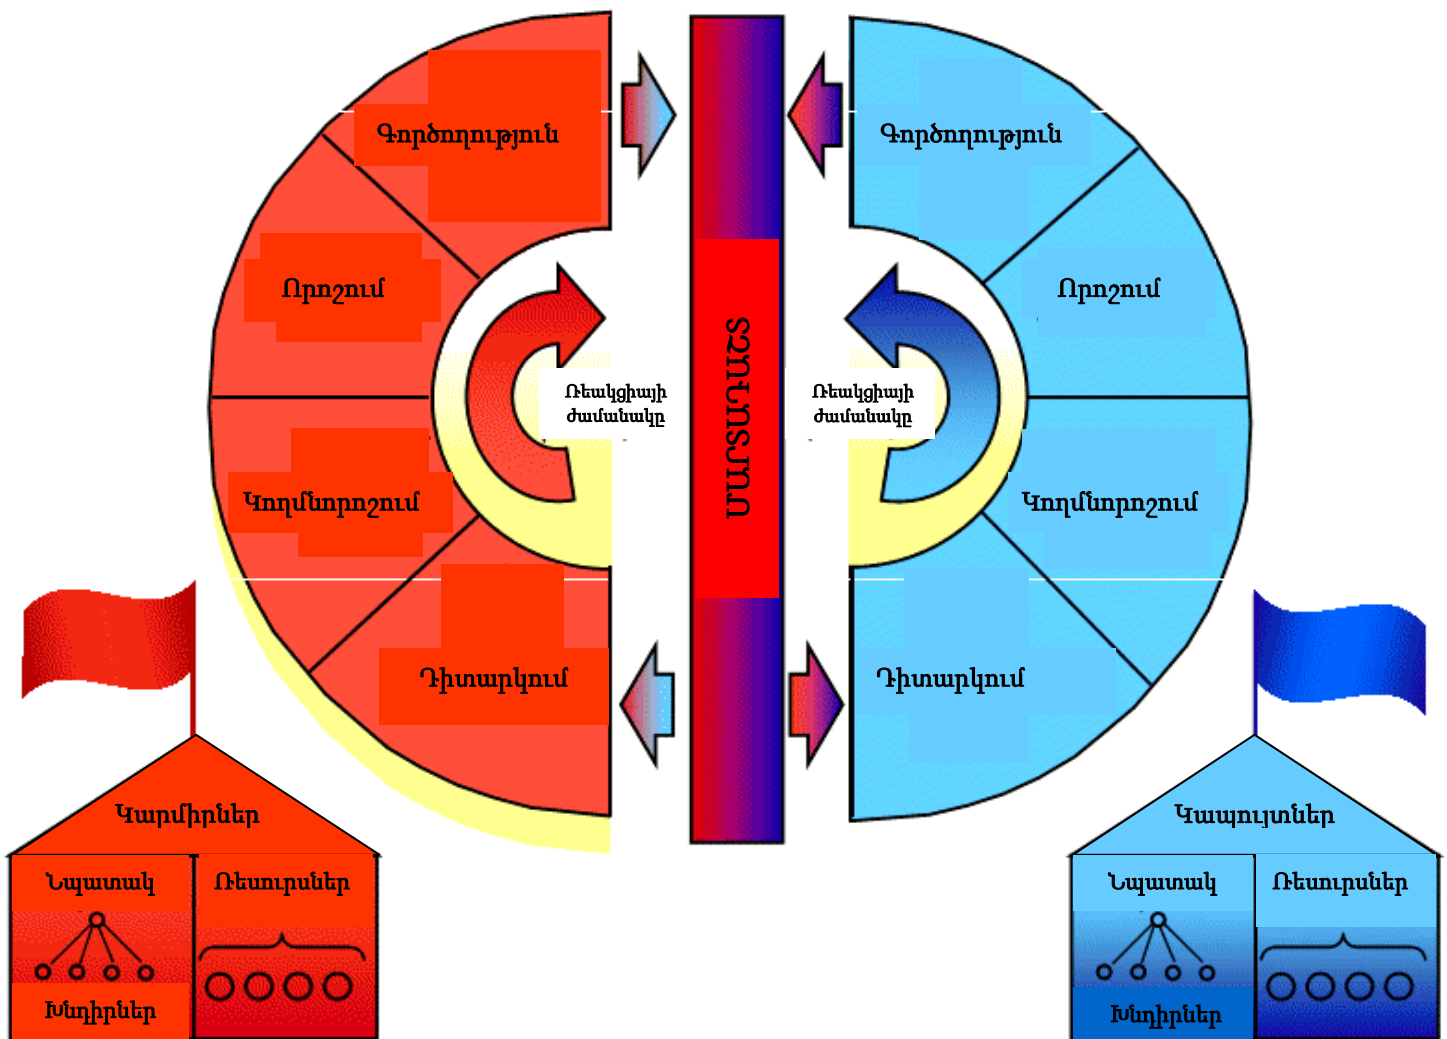 Գործողություն
Որոշում
Կողմնորոշում
Դիտարկում
Ռեակցիայի
ժամանակը
ՄԱՐՏԱԴԱՇՏ
Ռեակցիայի
ժամանակը
Գործողություն
Որոշում
Կողմնորոշում
Դիտարկում
Կարմիրներ
Նպատակ
Ռեսուրսներ
Խնդիրներ
Կապույտներ
Նպատակ
Ռեսուրսներ
Խնդիրներ